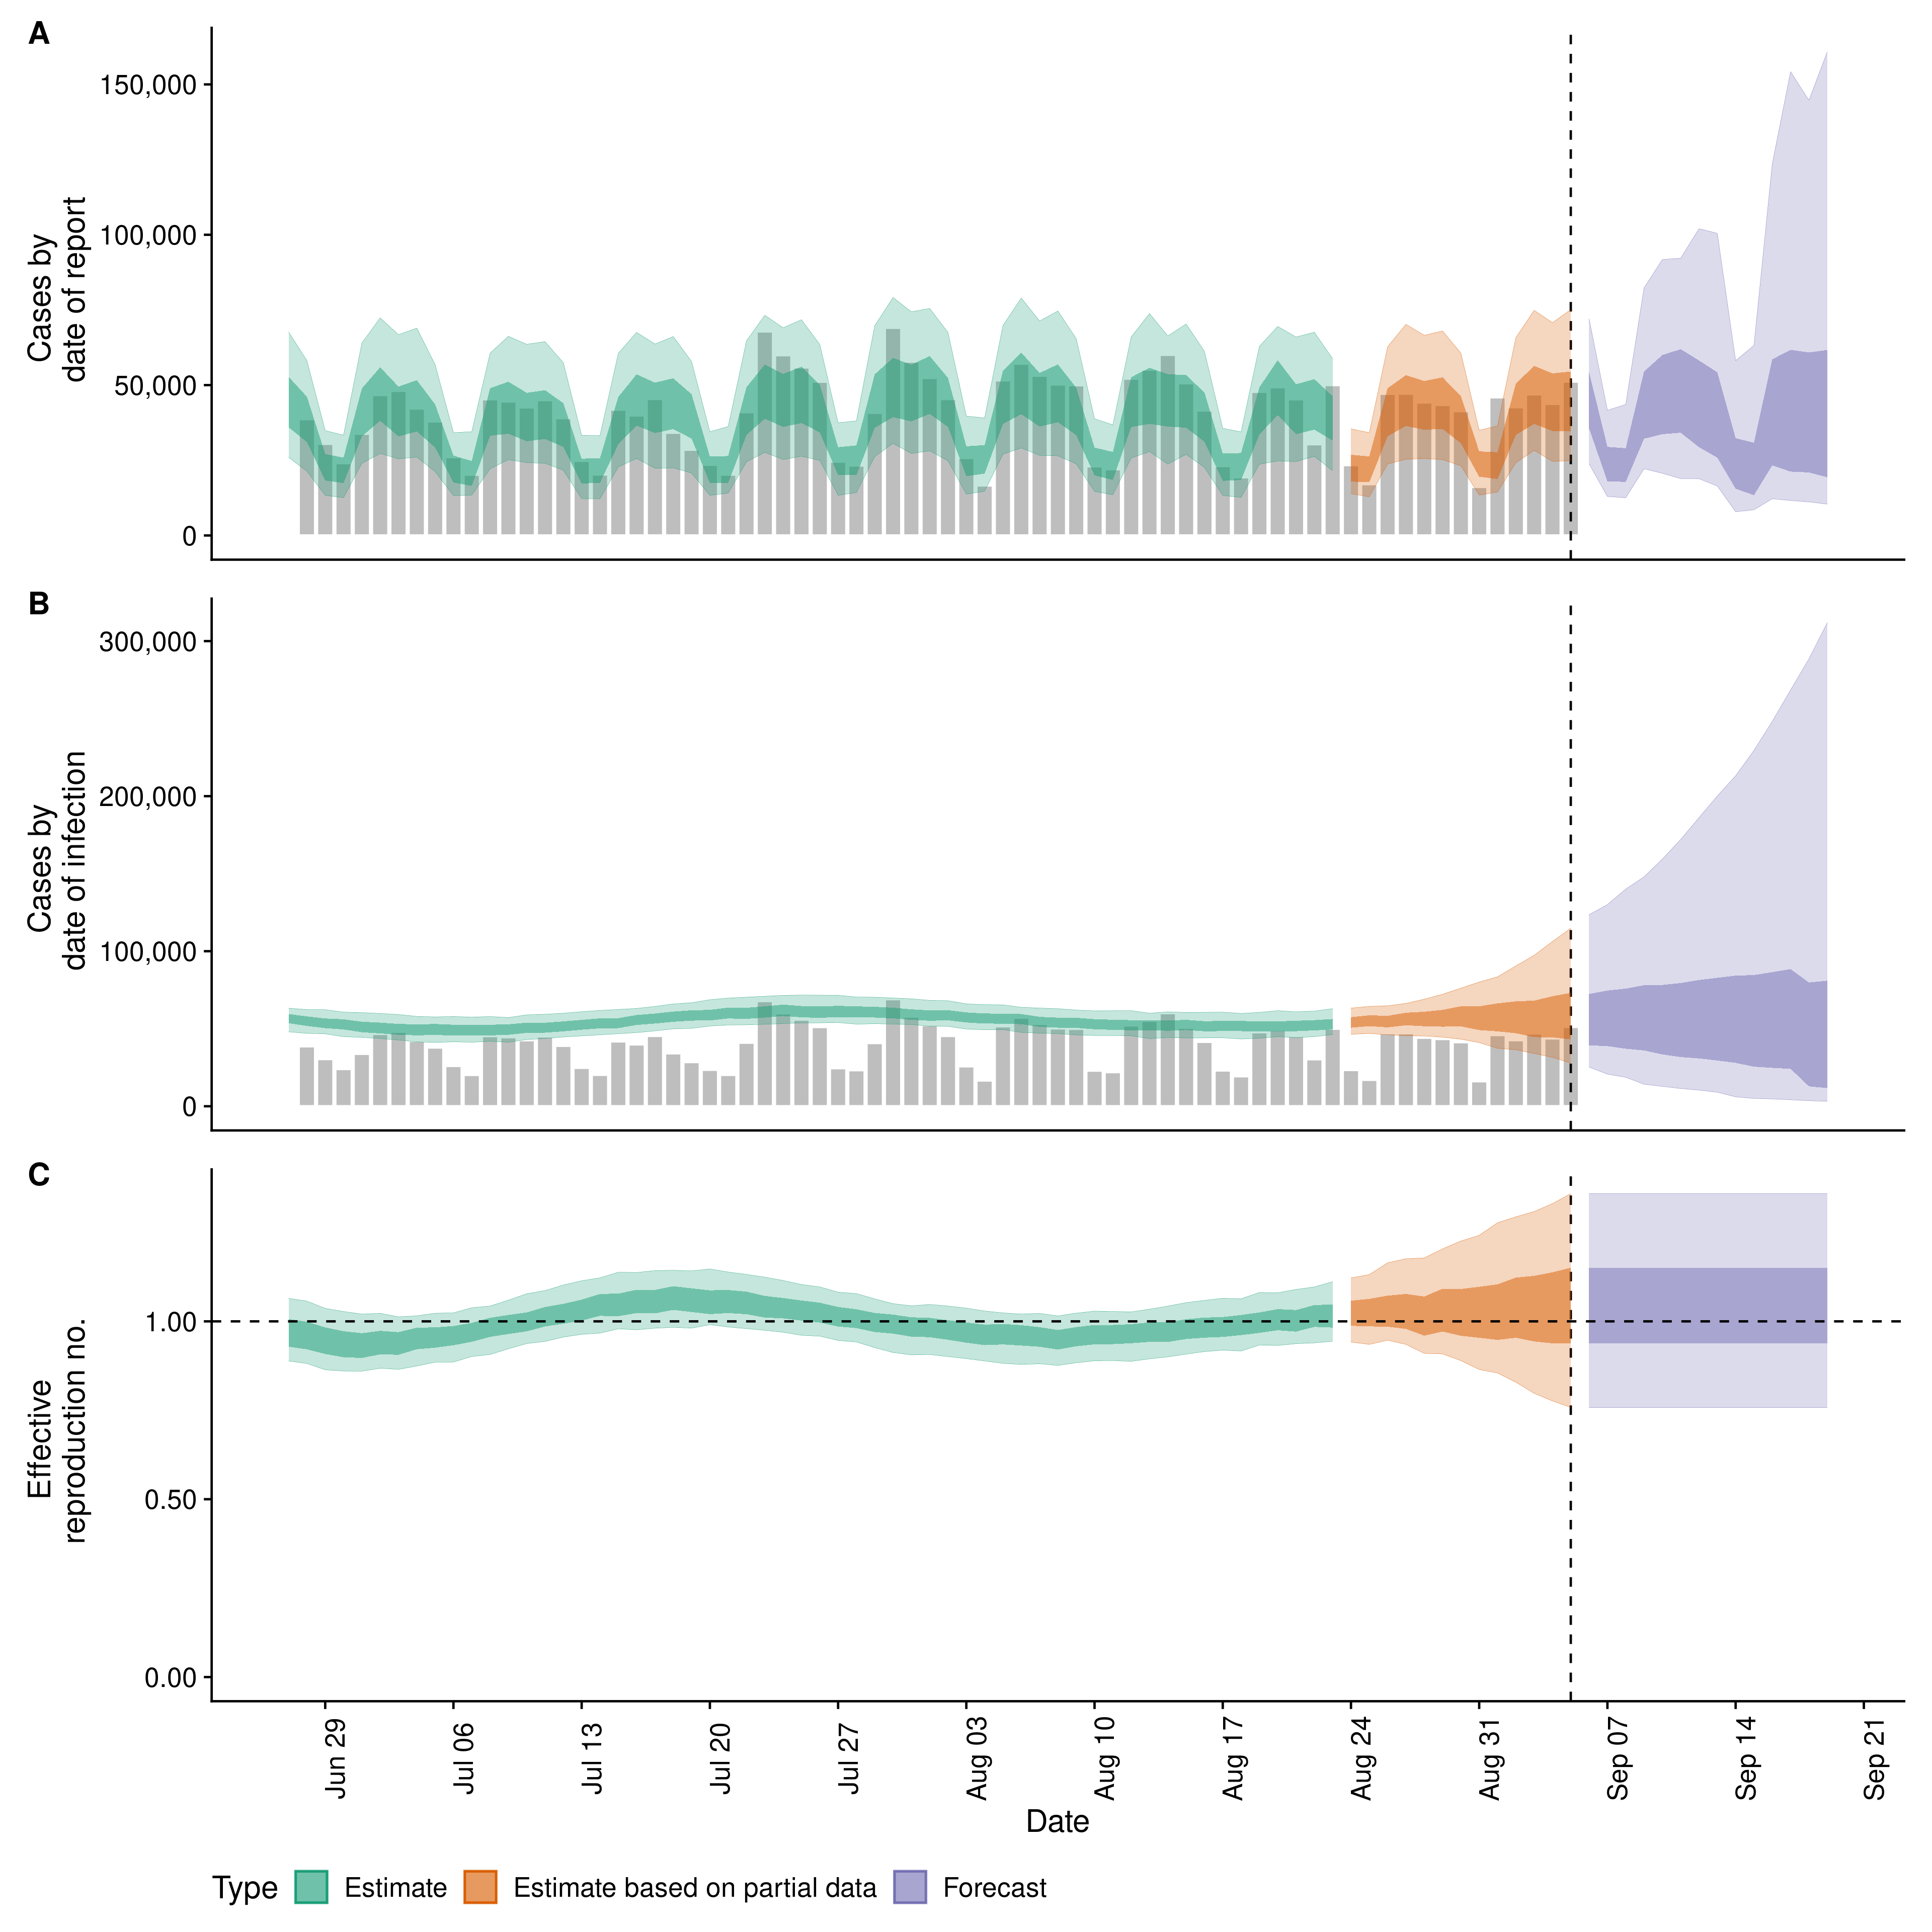 A
150,000
100,000
50,000
0
Cases by
date of report
B
300,000
200,000
100,000
0
Cases by
date of infection
C
1.00
0.50
0.00
Effective
reproduction no.
Jun 29
Jul 06
Jul 13
Jul 20
Jul 27
Aug 03
Aug 10
Aug 17
Aug 24
Aug 31
Sep 07
Sep 14
Sep 21
Date
Type Estimate Estimate based on partial data Forecast